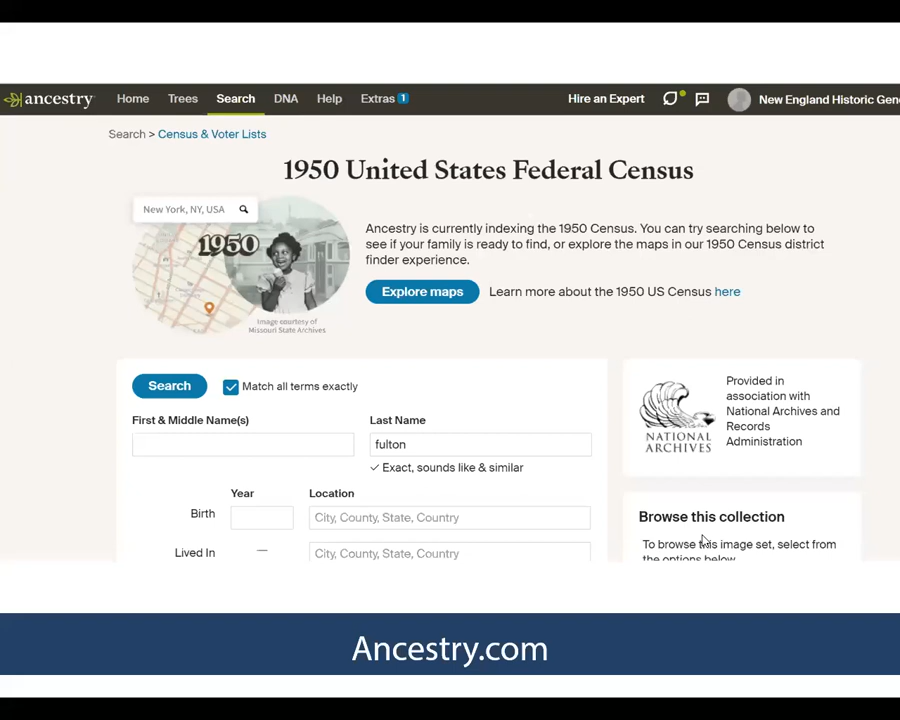 ancestry Home Trees Search DNA Help Extras 1 Hire an Expert New England Historic Gen
Search > Census & Voter Lists
1950 United States Federal Census
New York, NY, USA
1950
Image courtesy of
Missouri State Archives
Ancestry is currently indexing the 1950 Census. You can try searching below to
see if your family is ready to find, or explore the maps in our 1950 Census district
finder experience.
Explore maps Learn more about the 1950 US Census here
Search Match all terms exactly
First & Middle Name(s) Last Name
fulton
Exact, sounds like & similar
Year Location
Birth City, County, State, Country
Lived In — City, County, State, Country
NATIONAL
ARCHIVES
Provided in
association with
National Archives and
Records
Administration
Browse this collection
To browse this image set, select from
the options below.
Ancestry.com